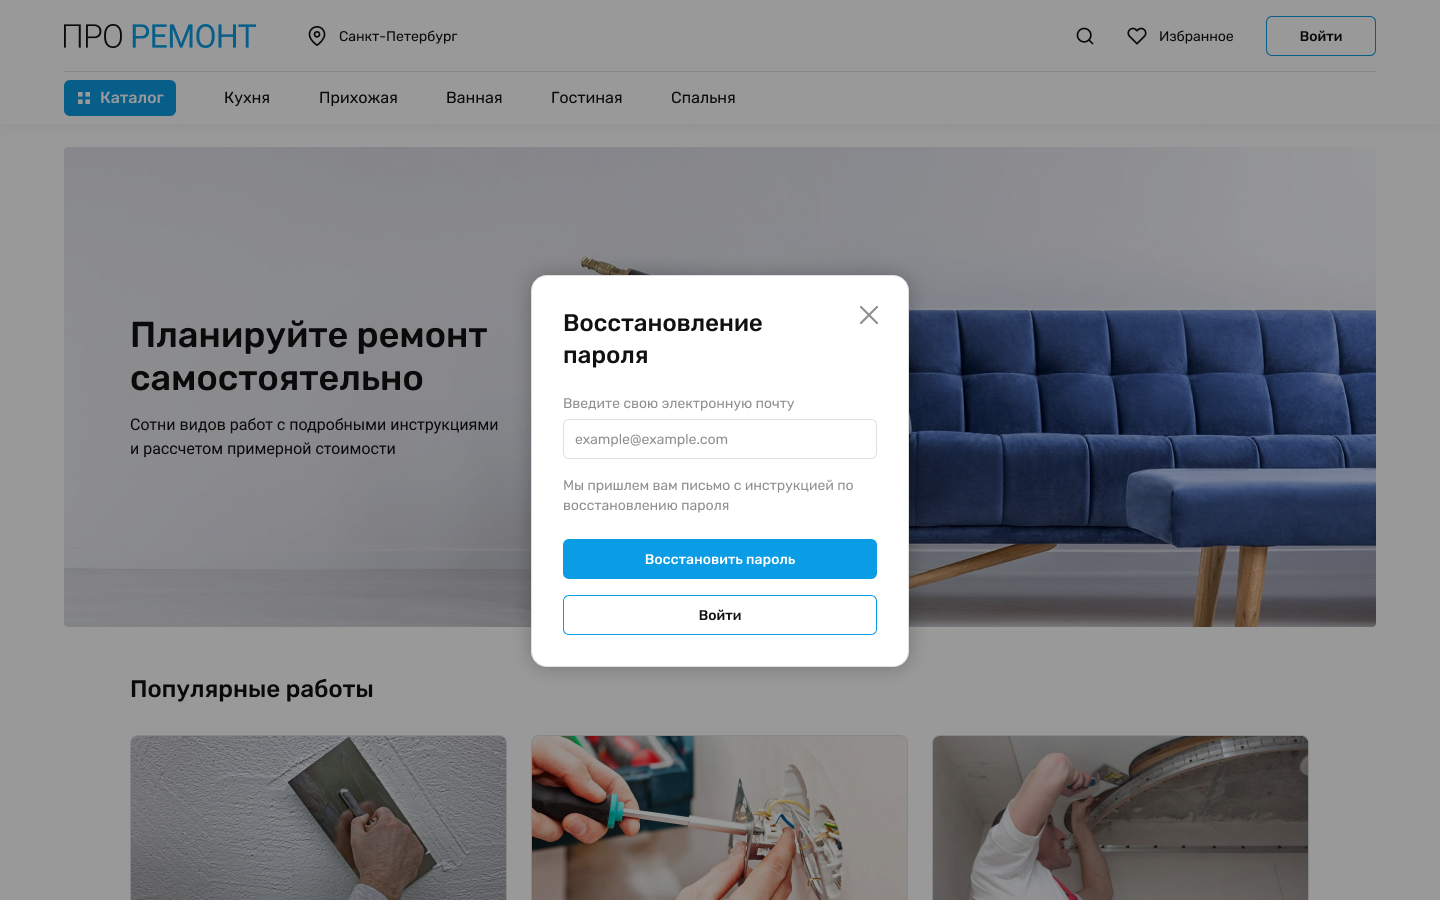 ПРО РЕМОНТ
Санкт-Петербург
Избранное
Войти
Каталог
Кухня
Прихожая
Ванная
Гостиная
Спальня
Планируйте ремонт
самостоятельно
Сотни видов работ с подробными инструкциями
и рассчетом примерной стоимости
Восстановление
пароля
Введите свою электронную почту
example@example.com
Мы пришлем вам письмо с инструкцией по
восстановлению пароля
Восстановить пароль
Войти
Популярные работы